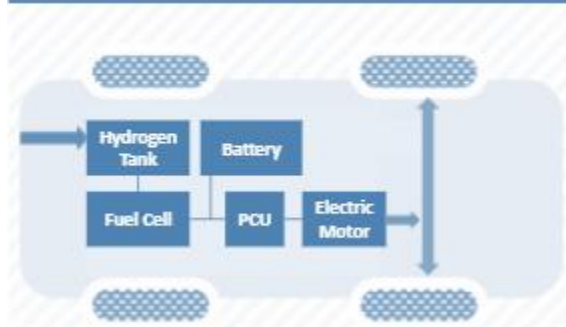 Hydrogen
Tank
Battery
Fuel Cell
PCU
Electric
Motor